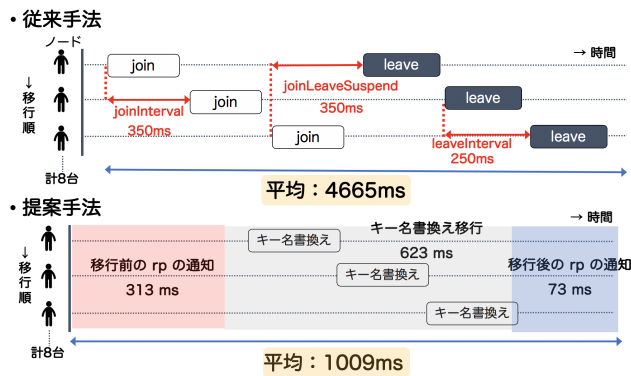 ・従来手法
ノード
→ 時間
join
leave
↓移行順
joinLeaveSuspend
350ms
join
leave
joinInterval
350ms
join
leave
leaveInterval
250ms
計8台
平均：4665ms
・提案手法
→ 時間
↓移行順
キー名書換え
キー名書換え移行
623 ms
移行前の rp の通知
313 ms
キー名書換え
移行後の rp の通知
73 ms
キー名書換え
計8台
平均：1009ms